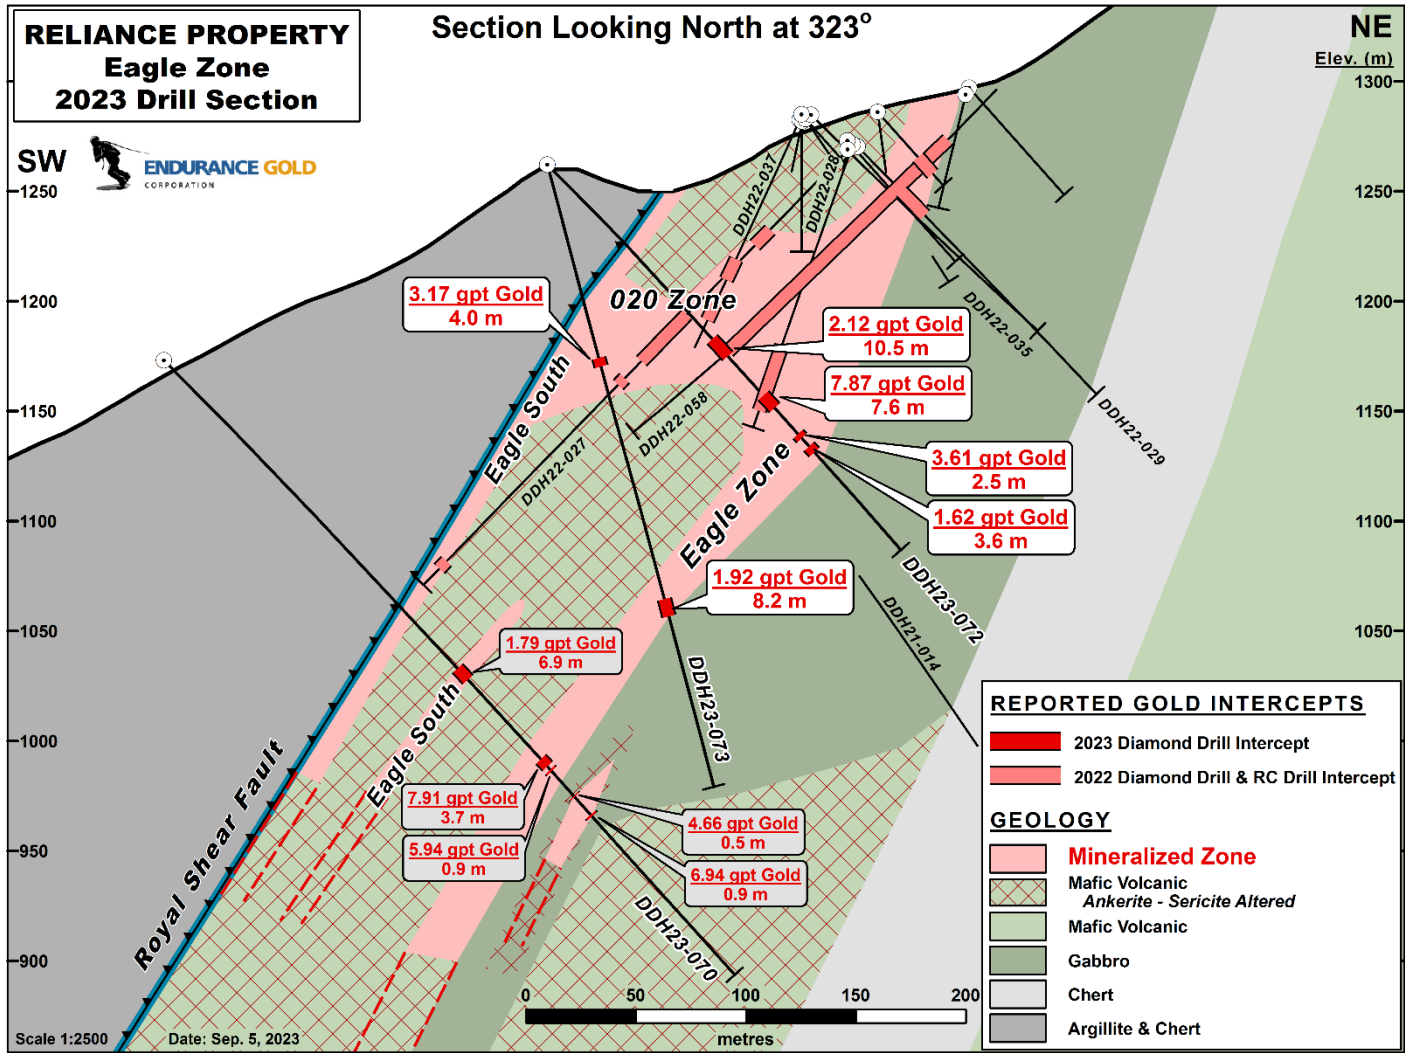 RELIANCE PROPERTY
Eagle Zone
2023 Drill Section
Section Looking North at 323°
NE
Elev. (m)
SW
ENDURANCE GOLD
CORPORATION
1300
1250
1250
1200
1200
1150
1150
1100
1100
1050
1050
1000
950
900
DDH22-037
DDH22-028
020 Zone
3.17 gpt Gold
4.0 m
2.12 gpt Gold
10.5 m
7.87 gpt Gold
7.6 m
3.61 gpt Gold
2.5 m
1.62 gpt Gold
3.6 m
1.92 gpt Gold
8.2 m
1.79 gpt Gold
6.9 m
7.91 gpt Gold
3.7 m
5.94 gpt Gold
0.9 m
4.66 gpt Gold
0.5 m
6.94 gpt Gold
0.9 m
DDH22-035
DDH22-029
DDH22-058
DDH22-027
Eagle South
Eagle Zone
DDH23-072
DDH21-014
DDH23-073
Eagle South
Royal Shear Fault
DDH23-070
REPORTED GOLD INTERCEPTS
2023 Diamond Drill Intercept
2022 Diamond Drill & RC Drill Intercept
GEOLOGY
Mineralized Zone
Mafic Volcanic
Ankerite - Sericite Altered
Mafic Volcanic
Gabbro
Chert
Argillite & Chert
0 50 100 150 200
metres
Scale 1:2500
Date: Sep. 5, 2023